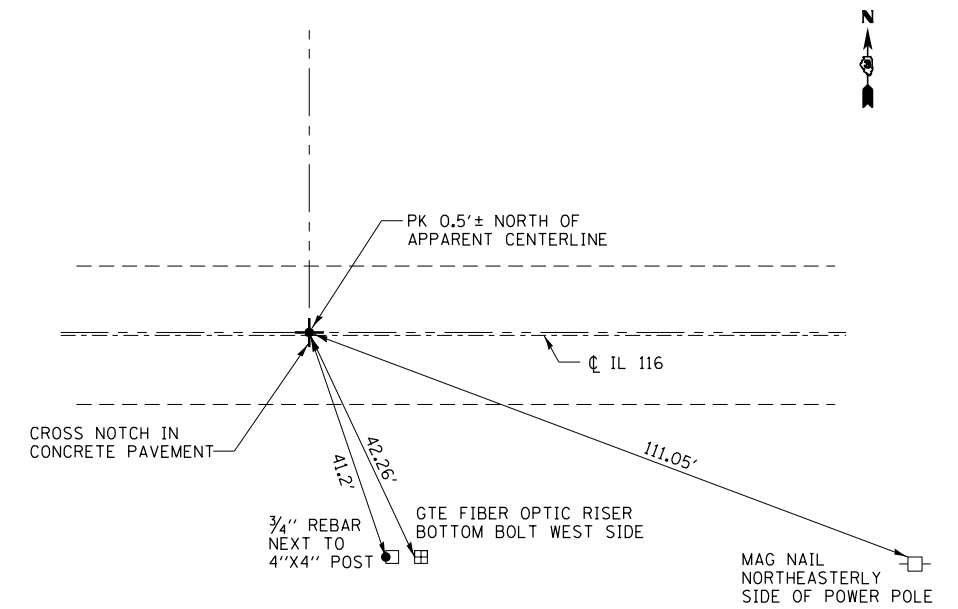 N
PK 0.5'± NORTH OF
APPARENT CENTERLINE
℄ IL 116
CROSS NOTCH IN
CONCRETE PAVEMENT
41.2'
42.26'
111.05'
GTE FIBER OPTIC RISER
BOTTOM BOLT WEST SIDE
¾'' REBAR
NEXT TO
4''X4'' POST
MAG NAIL
NORTHEASTERLY
SIDE OF POWER POLE